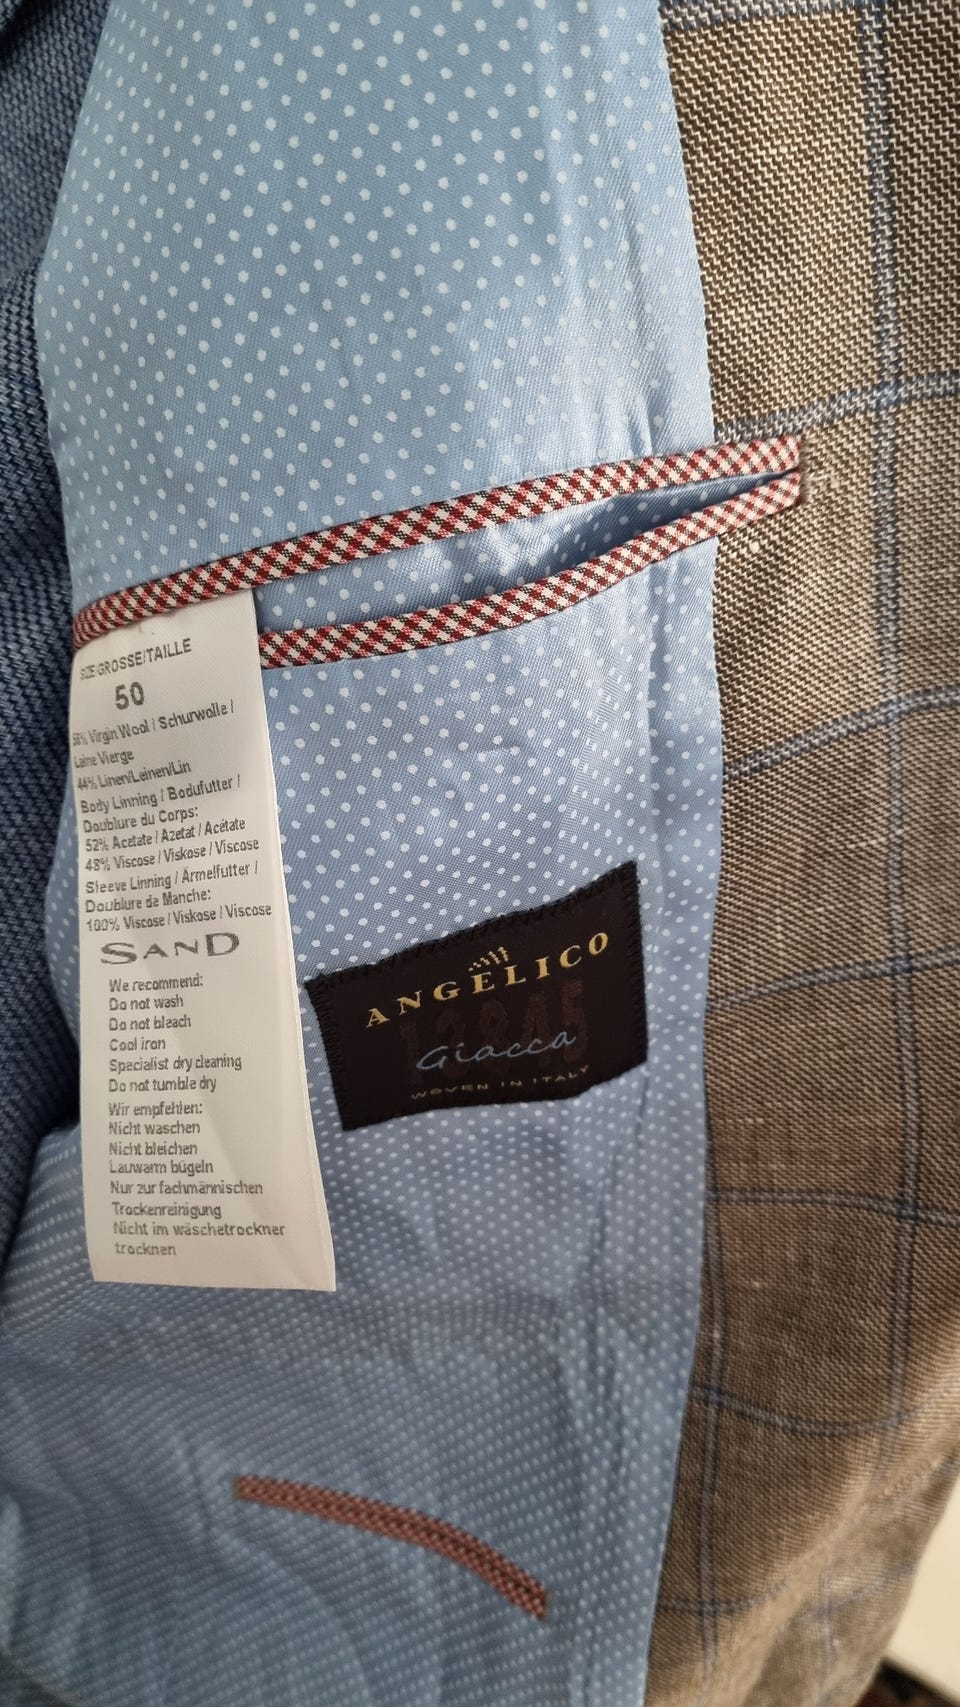 SIZE/GROSSE/TAILLE
50
56% Virgin Wool / Schurwolle /
Laine Vierge
44% Linen/Leinen/Lin
Body Linning / Bodufutter /
Doublure du Corps:
52% Acetate / Azetat / Acétate
48% Viscose / Viskose / Viscose
Sleeve Linning / Ärmelfutter /
Doublure de Manche:
100% Viscose / Viskose / Viscose
SAND
We recommend:
Do not wash
Do not bleach
Cool iron
Specialist dry cleaning
Do not tumble dry
Wir empfehlen:
Nicht waschen
Nicht bleichen
Lauwarm bügeln
Nur zur fachmännischen
Trockenreinigung
Nicht im wäschetrockner
trocknen
ANGELICO
12845
Giacca
WOVEN IN ITALY